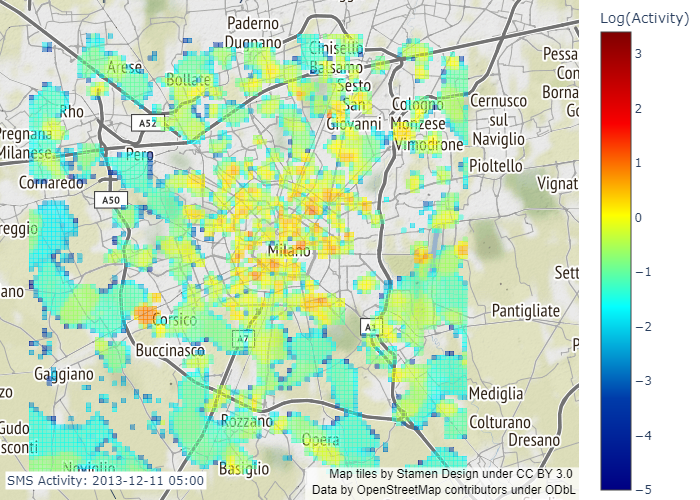 Log(Activity)
3
2
1
0
−1
−2
−3
−4
−5
Paderno
Dugnano
Cinisello
Balsamo
Arese
Bollate
Sesto
San
Giovanni
Rho
A52
Cologno
Monzese
Cernusco
sul
Naviglio
Pessa
Con
Borna
Go
Pregnana
Milanese
Pero
Vimodrone
Pioltello
Cornaredo
A50
Vignat
reggio
Milano
Sett
ano
Corsico
Pantigliate
A1
A7
Buccinasco
P
Gaggiano
zo
Mediglia
Rozzano
Colturano
Gudo
sconti
Opera
Dresano
Noviglio
Basiglio
SMS Activity: 2013-12-11 05:00
Map tiles by Stamen Design under CC BY 3.0
Data by OpenStreetMap contributors under ODbL